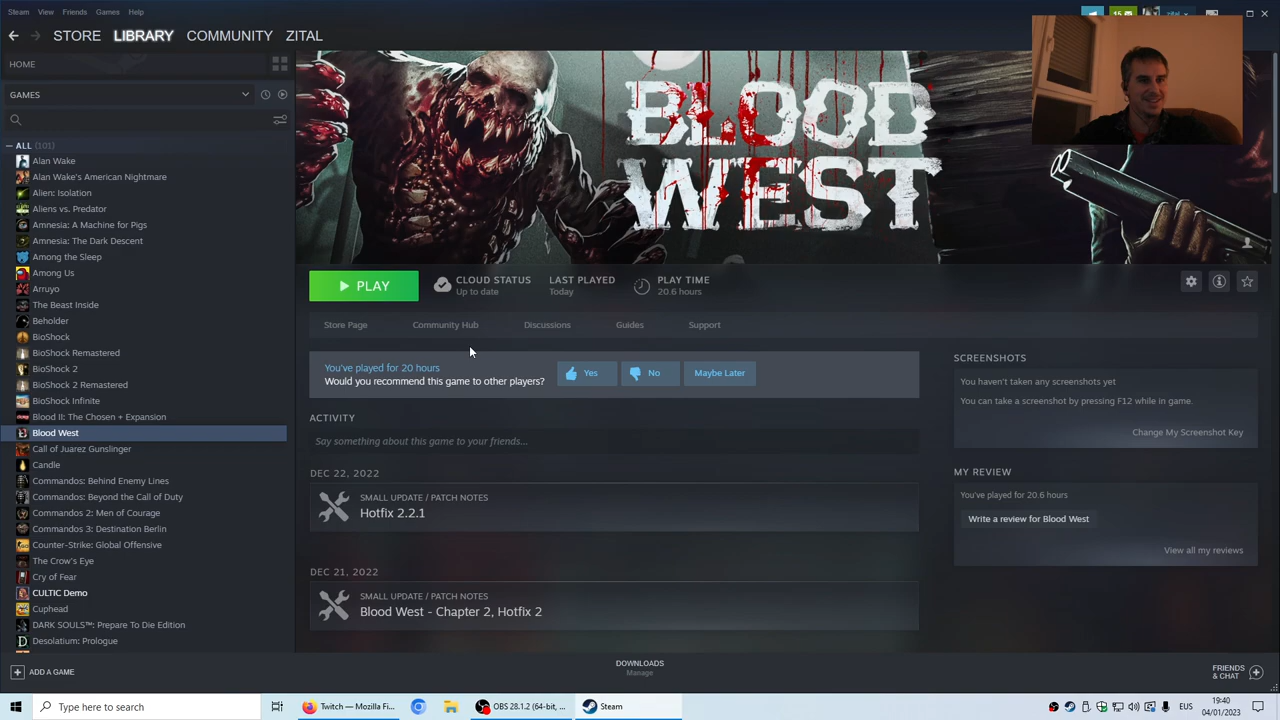 Steam View Friends Games Help
15
zital
STORE LIBRARY COMMUNITY ZITAL
HOME
GAMES
ALL (101)
Alan Wake
Alan Wake's American Nightmare
Alien: Isolation
Aliens vs. Predator
Amnesia: A Machine for Pigs
Amnesia: The Dark Descent
Among the Sleep
Among Us
Arruyo
The Beast Inside
Beholder
BioShock
BioShock Remastered
BioShock 2
BioShock 2 Remastered
BioShock Infinite
Blood II: The Chosen + Expansion
Blood West
Call of Juarez Gunslinger
Candle
Commandos: Behind Enemy Lines
Commandos: Beyond the Call of Duty
Commandos 2: Men of Courage
Commandos 3: Destination Berlin
Counter-Strike: Global Offensive
The Crow's Eye
Cry of Fear
CULTIC Demo
Cuphead
DARK SOULS™: Prepare To Die Edition
Desolatium: Prologue
ADD A GAME
BLOOD
WEST
PLAY
CLOUD STATUS
Up to date
LAST PLAYED
Today
PLAY TIME
20.6 hours
Store Page Community Hub Discussions Guides Support
You've played for 20 hours
Would you recommend this game to other players?
Yes No Maybe Later
ACTIVITY
Say something about this game to your friends...
DEC 22, 2022
SMALL UPDATE / PATCH NOTES
Hotfix 2.2.1
DEC 21, 2022
SMALL UPDATE / PATCH NOTES
Blood West - Chapter 2, Hotfix 2
SCREENSHOTS
You haven't taken any screenshots yet
You can take a screenshot by pressing F12 while in game.
Change My Screenshot Key
MY REVIEW
You've played for 20.6 hours
Write a review for Blood West
View all my reviews
DOWNLOADS
Manage
FRIENDS
& CHAT
Type here to search
Twitch — Mozilla Fi...
OBS 28.1.2 (64-bit, ...
Steam
EUS
19:40
04/01/2023